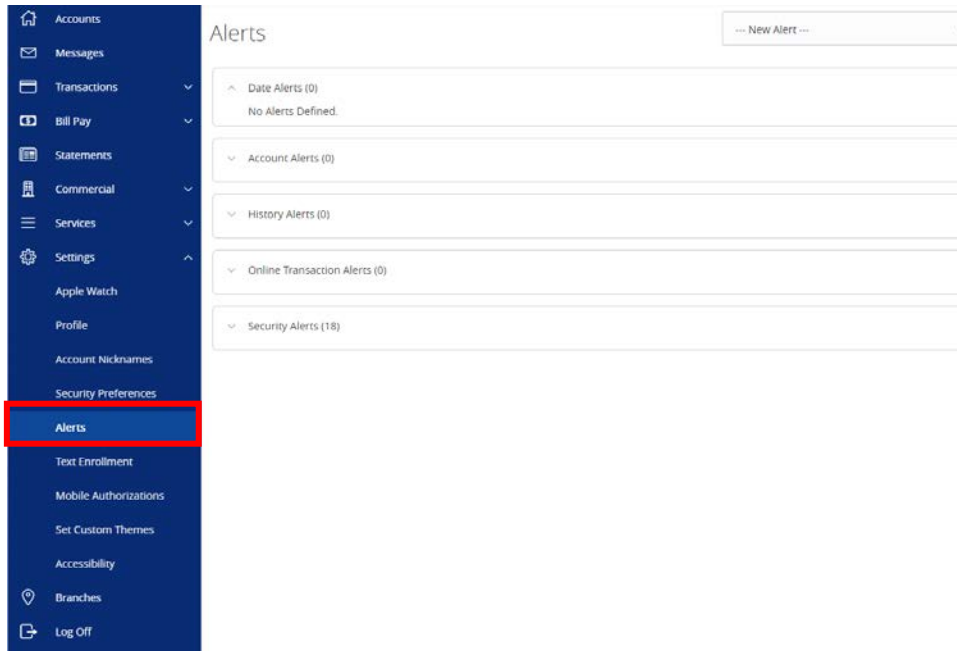 Accounts
Messages
Transactions
Bill Pay
Statements
Commercial
Services
Settings
Apple Watch
Profile
Account Nicknames
Security Preferences
Alerts
Text Enrollment
Mobile Authorizations
Set Custom Themes
Accessibility
Branches
Log Off
Alerts
--- New Alert ---
Date Alerts (0)
No Alerts Defined.
Account Alerts (0)
History Alerts (0)
Online Transaction Alerts (0)
Security Alerts (18)